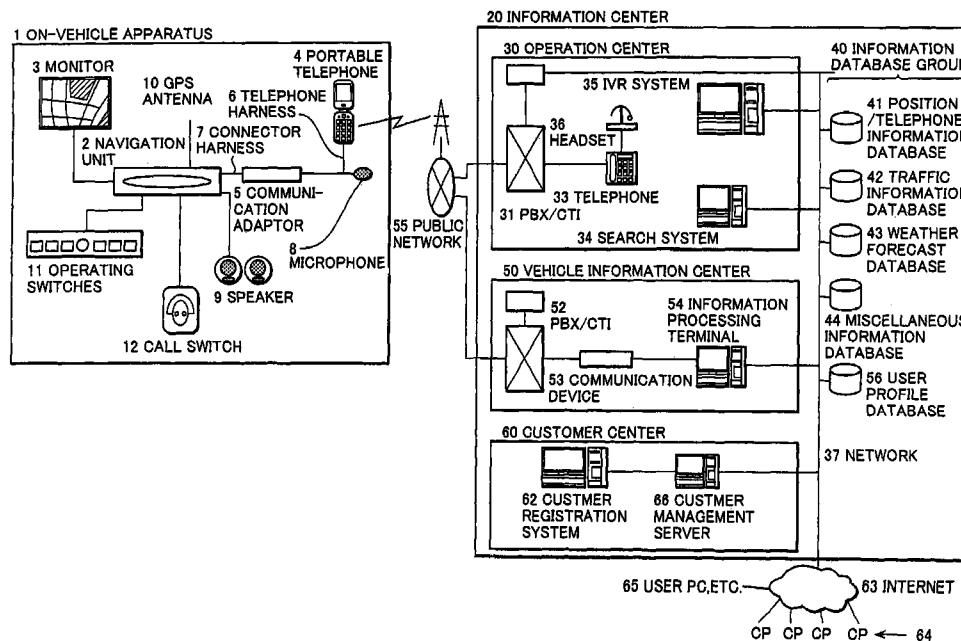 1 ON-VEHICLE APPARATUS
3 MONITOR
10 GPS
ANTENNA
4 PORTABLE
TELEPHONE
6 TELEPHONE
HARNESS
7 CONNECTOR
HARNESS
2 NAVIGATION
UNIT
5 COMMUNI-
CATION
ADAPTOR
8
MICROPHONE
11 OPERATING
SWITCHES
9 SPEAKER
12 CALL SWITCH
55 PUBLIC
NETWORK
20 INFORMATION CENTER
30 OPERATION CENTER
35 IVR SYSTEM
36
HEADSET
33 TELEPHONE
31 PBX/CTI
34 SEARCH SYSTEM
40 INFORMATION
DATABASE GROUP
41 POSITION
/TELEPHONE
INFORMATION
DATABASE
42 TRAFFIC
INFORMATION
DATABASE
43 WEATHER
FORECAST
DATABASE
44 MISCELLANEOUS
INFORMATION
DATABASE
56 USER
PROFILE
DATABASE
50 VEHICLE INFORMATION CENTER
52
PBX/CTI
54 INFORMATION
PROCESSING
TERMINAL
53 COMMUNICATION
DEVICE
60 CUSTOMER CENTER
62 CUSTMER
REGISTRATION
SYSTEM
66 CUSTMER
MANAGEMENT
SERVER
37 NETWORK
65 USER PC,ETC.
63 INTERNET
CP CP CP CP
64